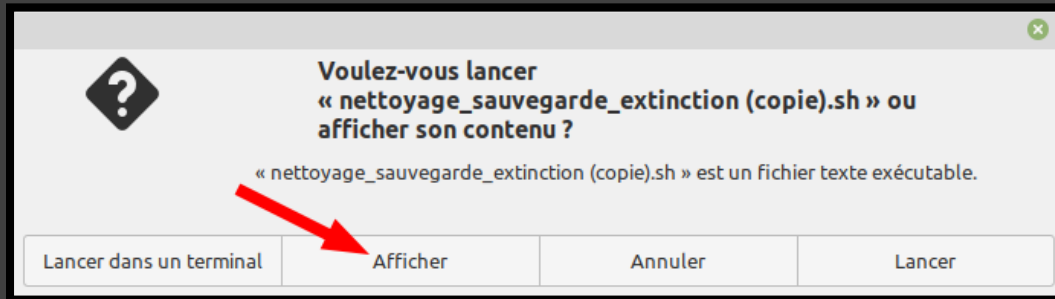 Voulez-vous lancer
« nettoyage_sauvegarde_extinction (copie).sh » ou
afficher son contenu ?
« nettoyage_sauvegarde_extinction (copie).sh » est un fichier texte exécutable.
Lancer dans un terminal
Afficher
Annuler
Lancer